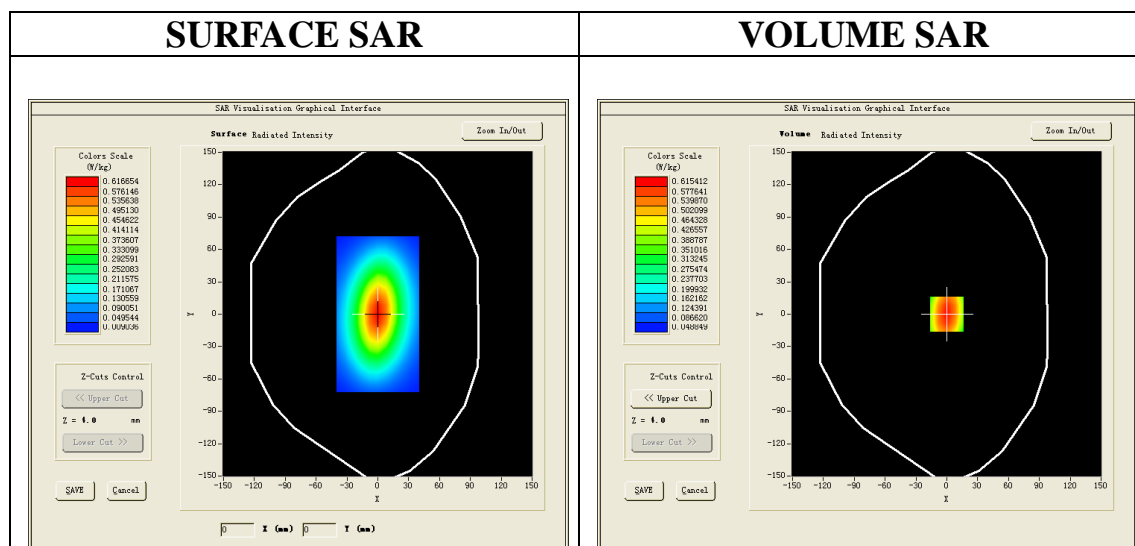 SURFACE SAR
VOLUME SAR
SAR Visualisation Graphical Interface
Surface Radiated Intensity
Zoom In/Out
Colors Scale
(W/kg)
0.616654
0.576146
0.535638
0.495130
0.454622
0.414114
0.373607
0.333099
0.292591
0.252083
0.211575
0.171067
0.130559
0.090051
0.049544
0.009036
Z-Cuts Control
<< Upper Cut
Z = 4.0 mm
Lower Cut >>
SAVE
Cancel
150
120
90
60
30
0
-30
-60
-90
-120
-150
Y
-150 -120 -90 -60 -30 0 30 60 90 120 150
X
0 X (mm) 0 Y (mm)
SAR Visualisation Graphical Interface
Volume Radiated Intensity
Zoom In/Out
Colors Scale
(W/kg)
0.615412
0.577641
0.539870
0.502099
0.464328
0.426557
0.388787
0.351016
0.313245
0.275474
0.237703
0.199932
0.162162
0.124391
0.086620
0.048849
Z-Cuts Control
<< Upper Cut
Z = 4.0 mm
Lower Cut >>
SAVE
Cancel
150
120
90
60
30
0
-30
-60
-90
-120
-150
Y
-150 -120 -90 -60 -30 0 30 60 90 120 150
X